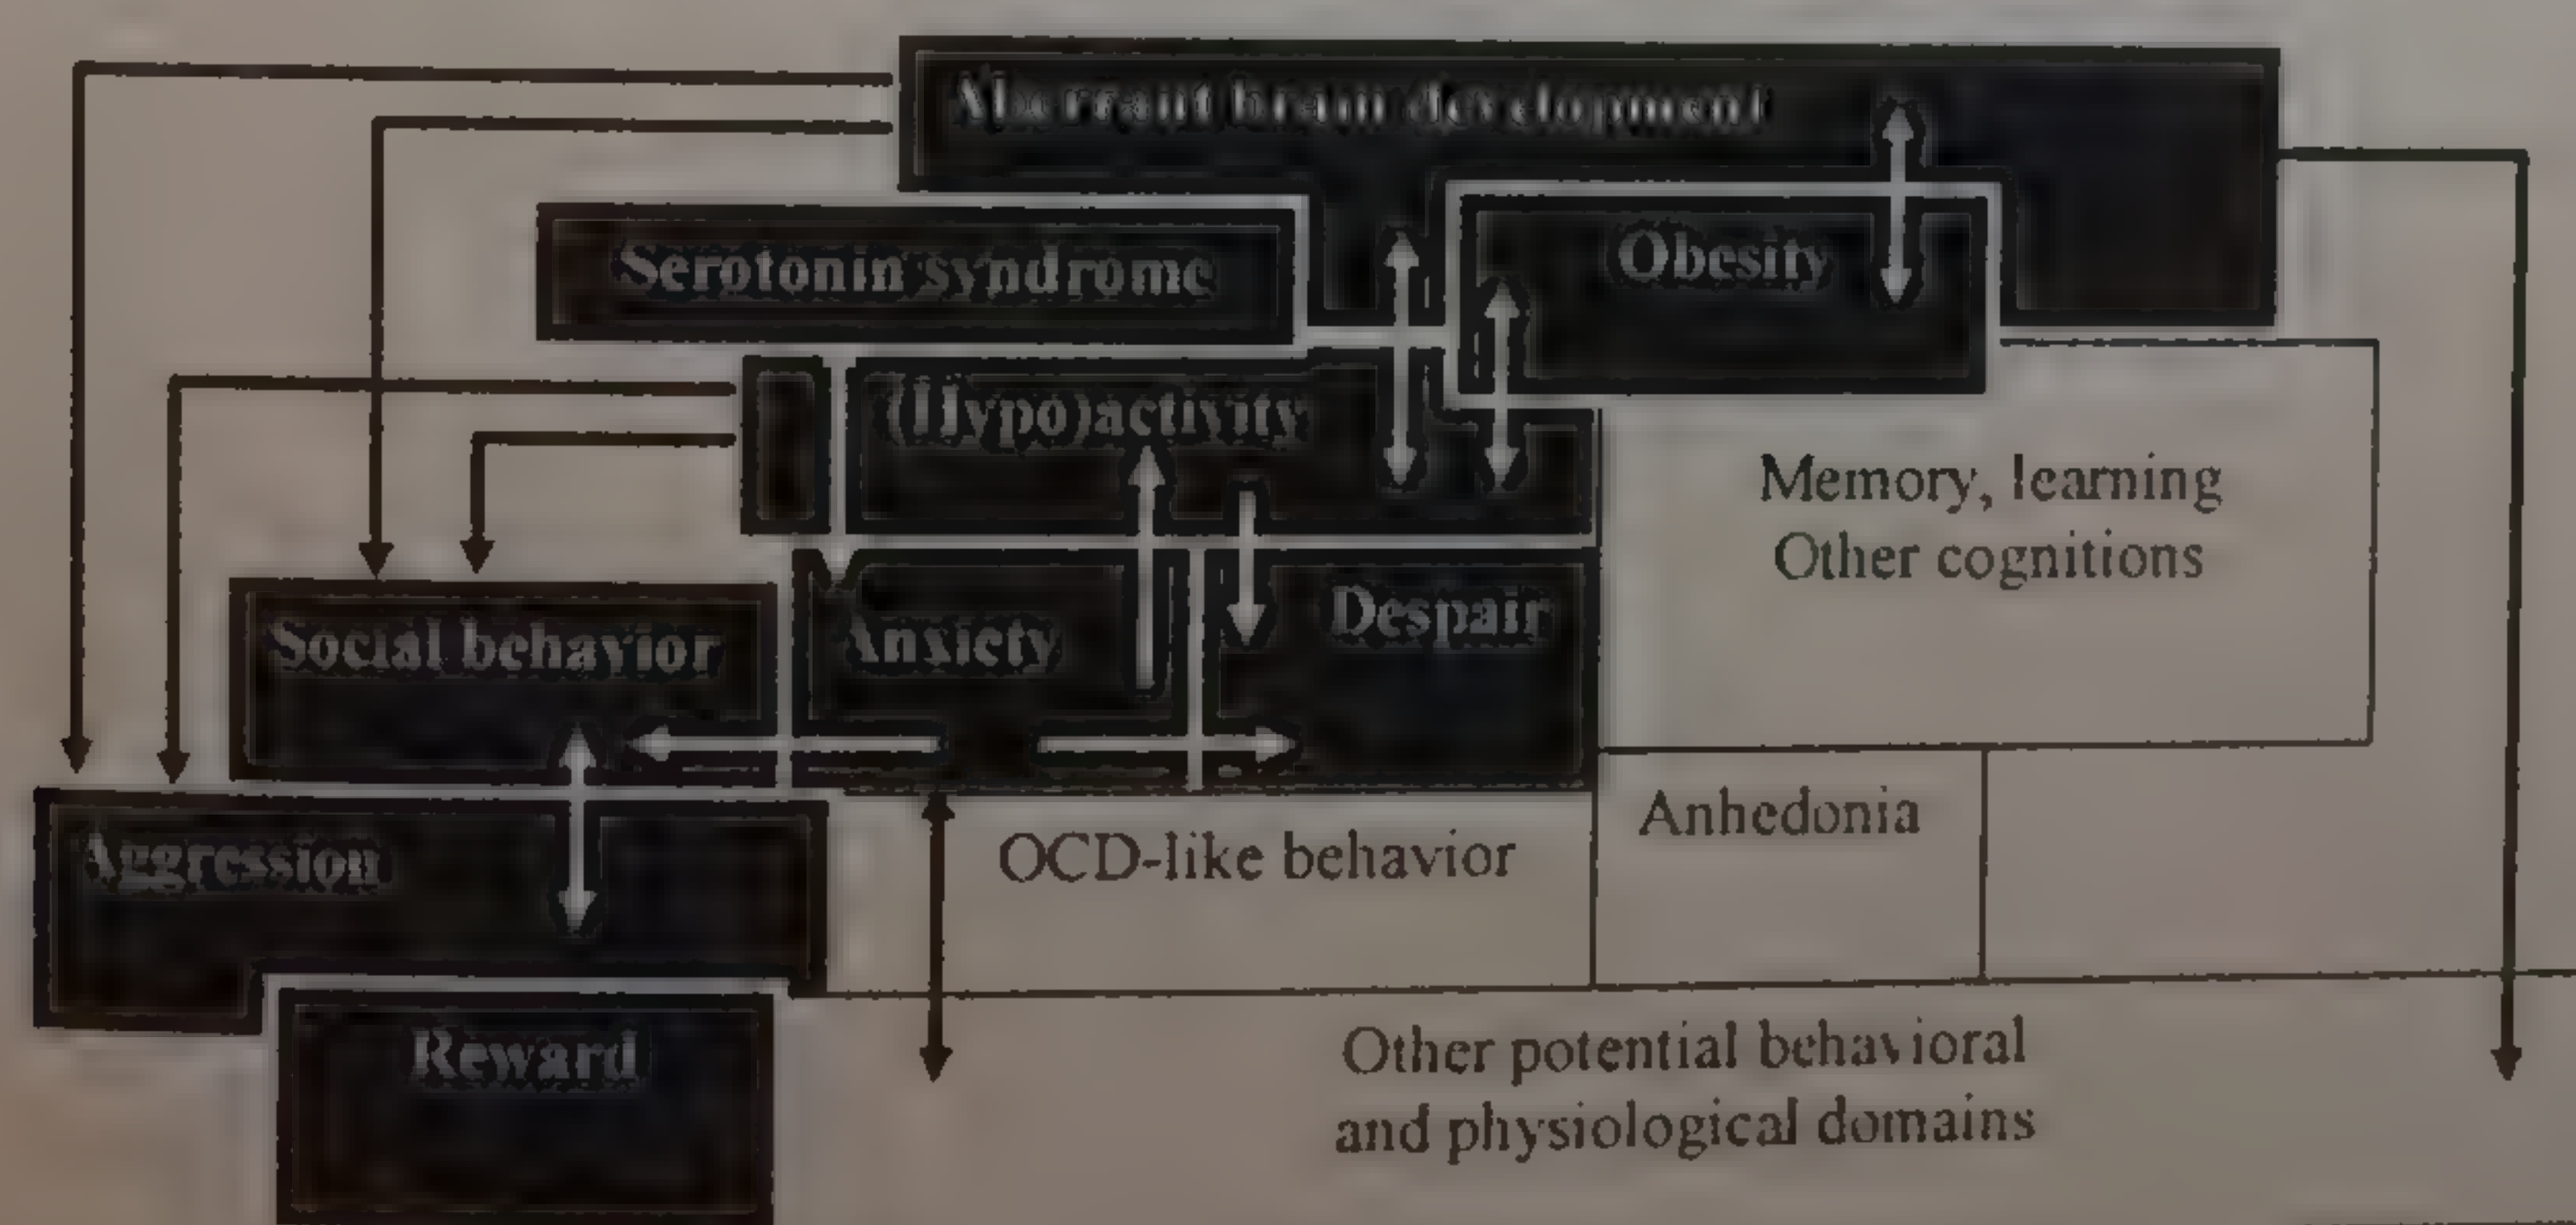 Aberrant brain development
Serotonin syndrome
Obesity
(Hypo)activity
Memory, learning
Other cognitions
Social behavior
Anxiety
Despair
Aggression
OCD-like behavior
Anhedonia
Reward
Other potential behavioral
and physiological domains